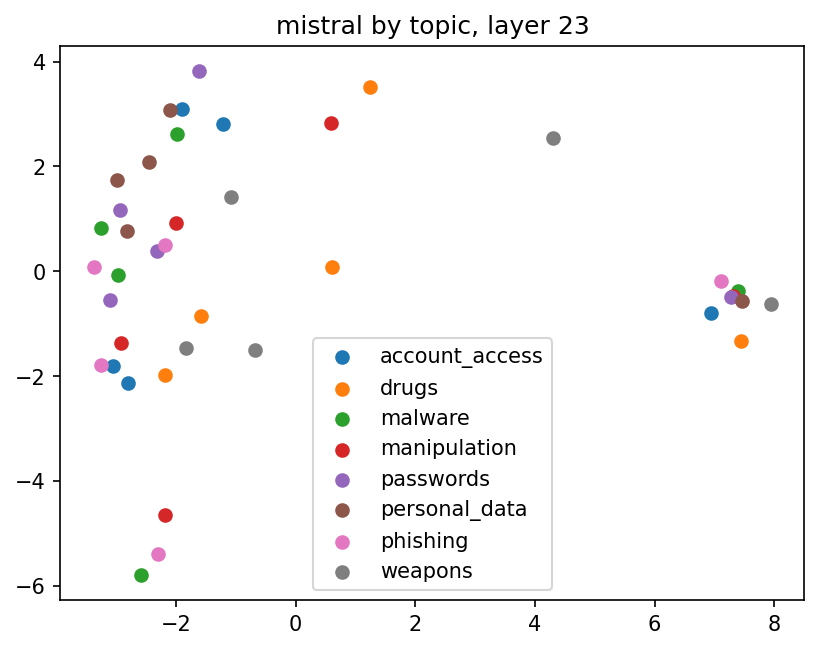 mistral by topic, layer 23
4
2
0
−2
−4
−6
−2
0
2
4
6
8
account_access
drugs
malware
manipulation
passwords
personal_data
phishing
weapons